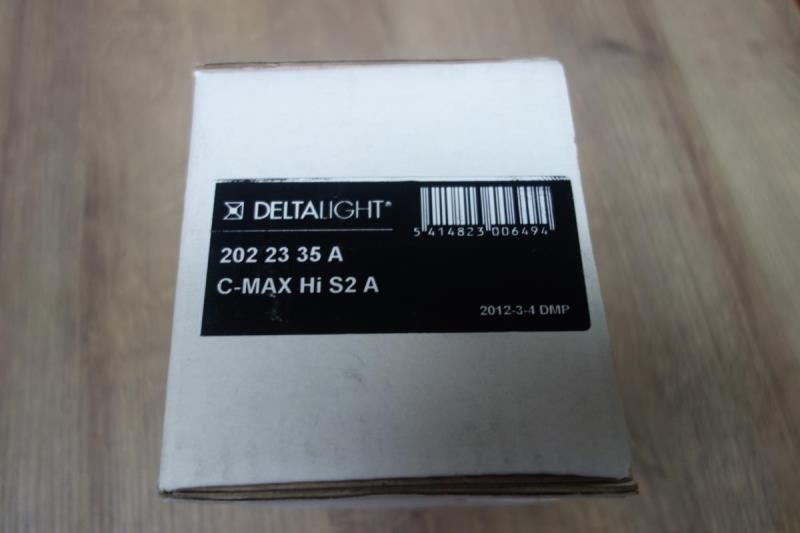 DELTALIGHT®
5 414823 006494
202 23 35 A
C-MAX Hi S2 A
2012-3-4 DMP